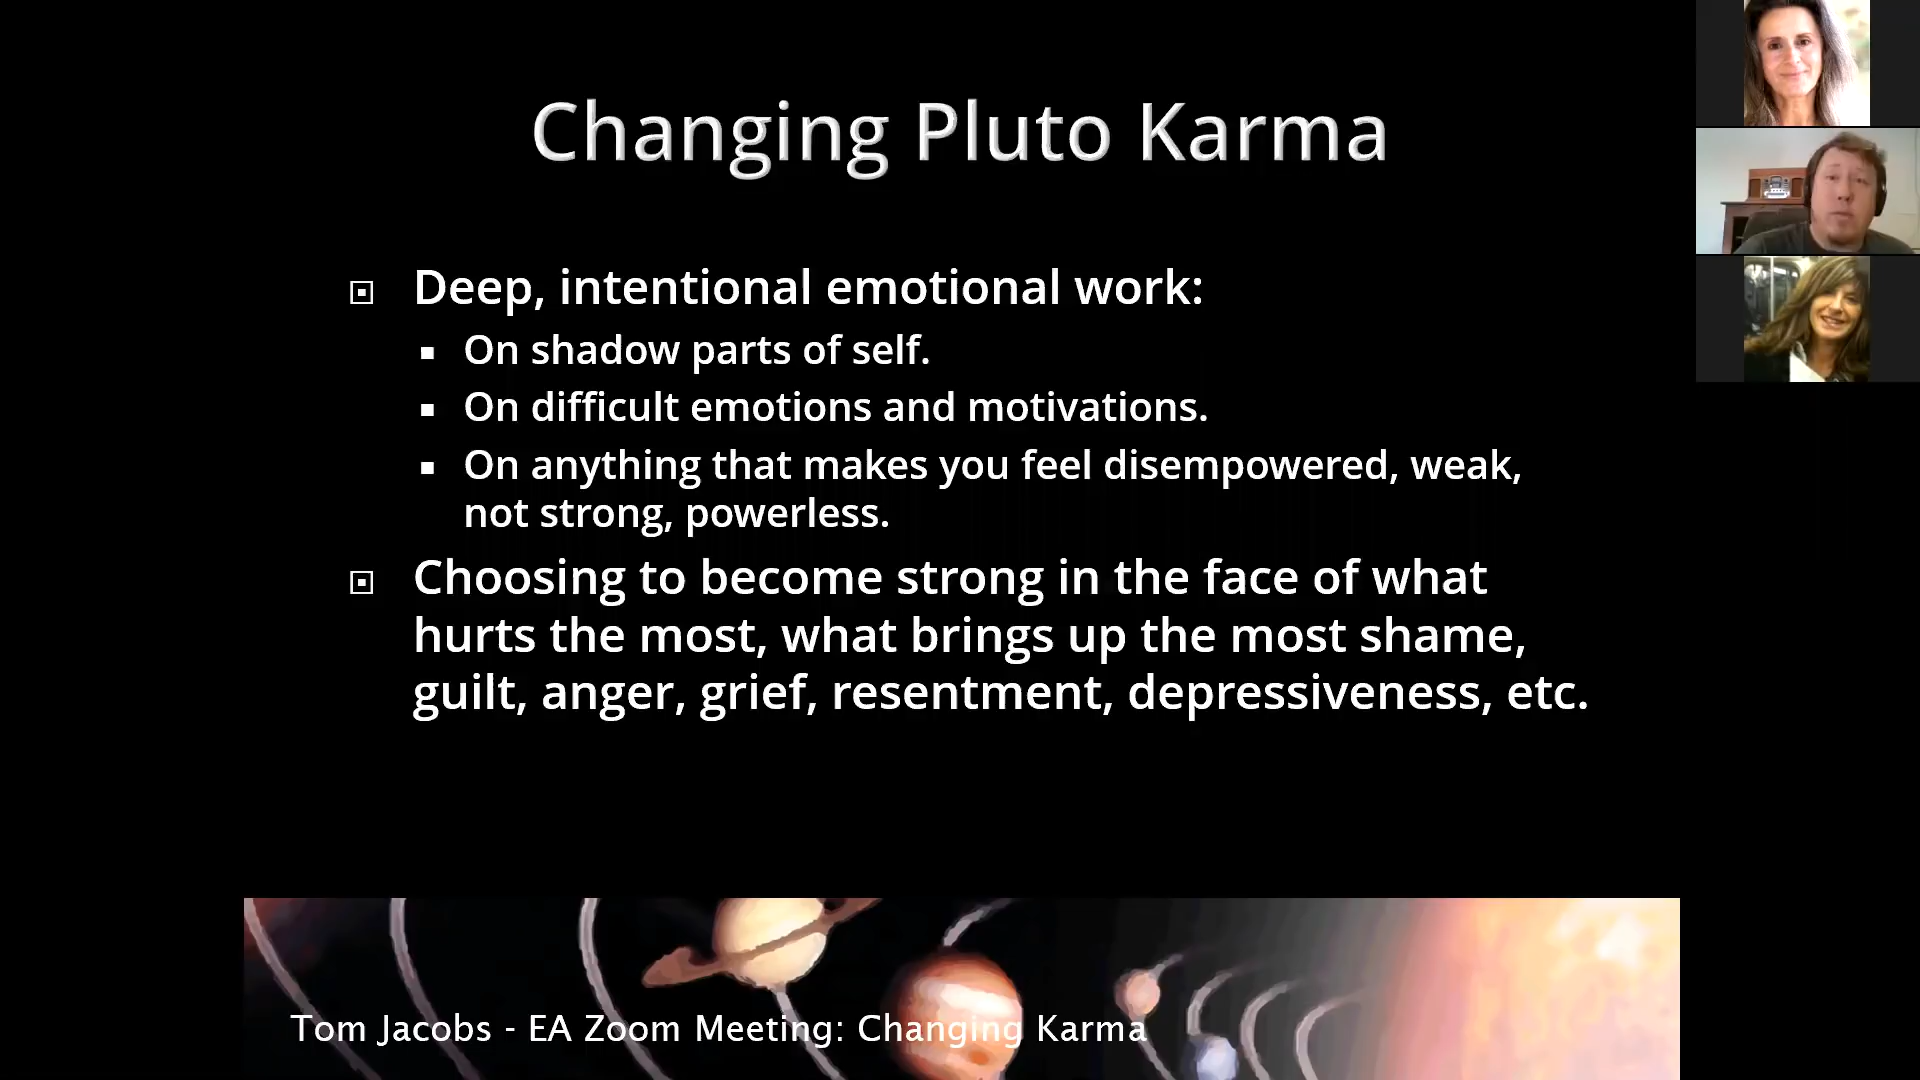 Changing Pluto Karma
Deep, intentional emotional work:
On shadow parts of self.
On difficult emotions and motivations.
On anything that makes you feel disempowered, weak,
not strong, powerless.
Choosing to become strong in the face of what
hurts the most, what brings up the most shame,
guilt, anger, grief, resentment, depressiveness, etc.
Tom Jacobs - EA Zoom Meeting: Changing Karma